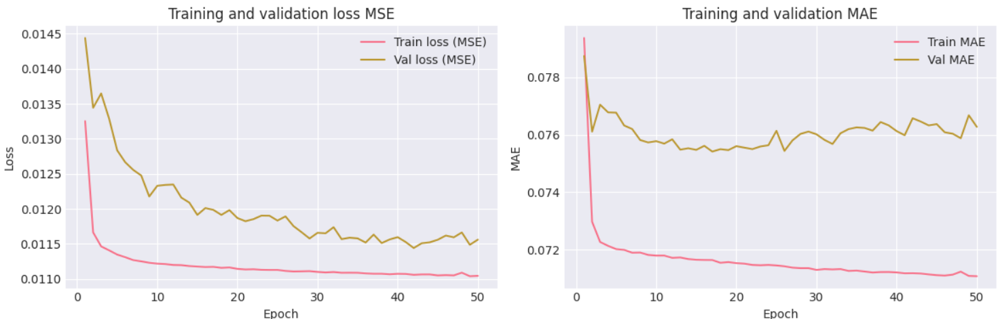 Training and validation loss MSE
Train loss (MSE)
Val loss (MSE)
0.0145
0.0140
0.0135
0.0130
0.0125
0.0120
0.0115
0.0110
Loss
0 10 20 30 40 50
Epoch
Training and validation MAE
Train MAE
Val MAE
0.078
0.076
0.074
0.072
MAE
0 10 20 30 40 50
Epoch